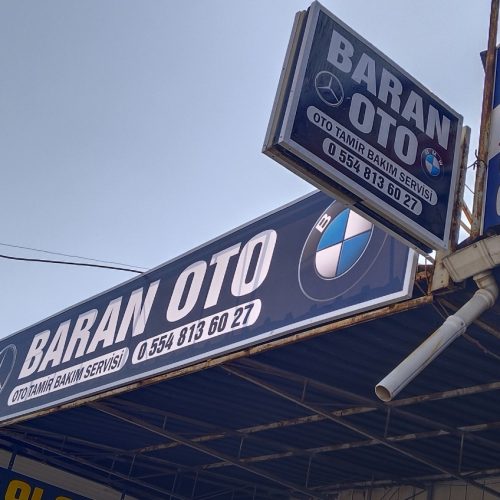 BARAN
OTO
OTO TAMİR BAKIM SERVİSİ
0 554 813 60 27
BMW
BARAN OTO
OTO TAMİR BAKIM SERVİSİ
0 554 813 60 27
B